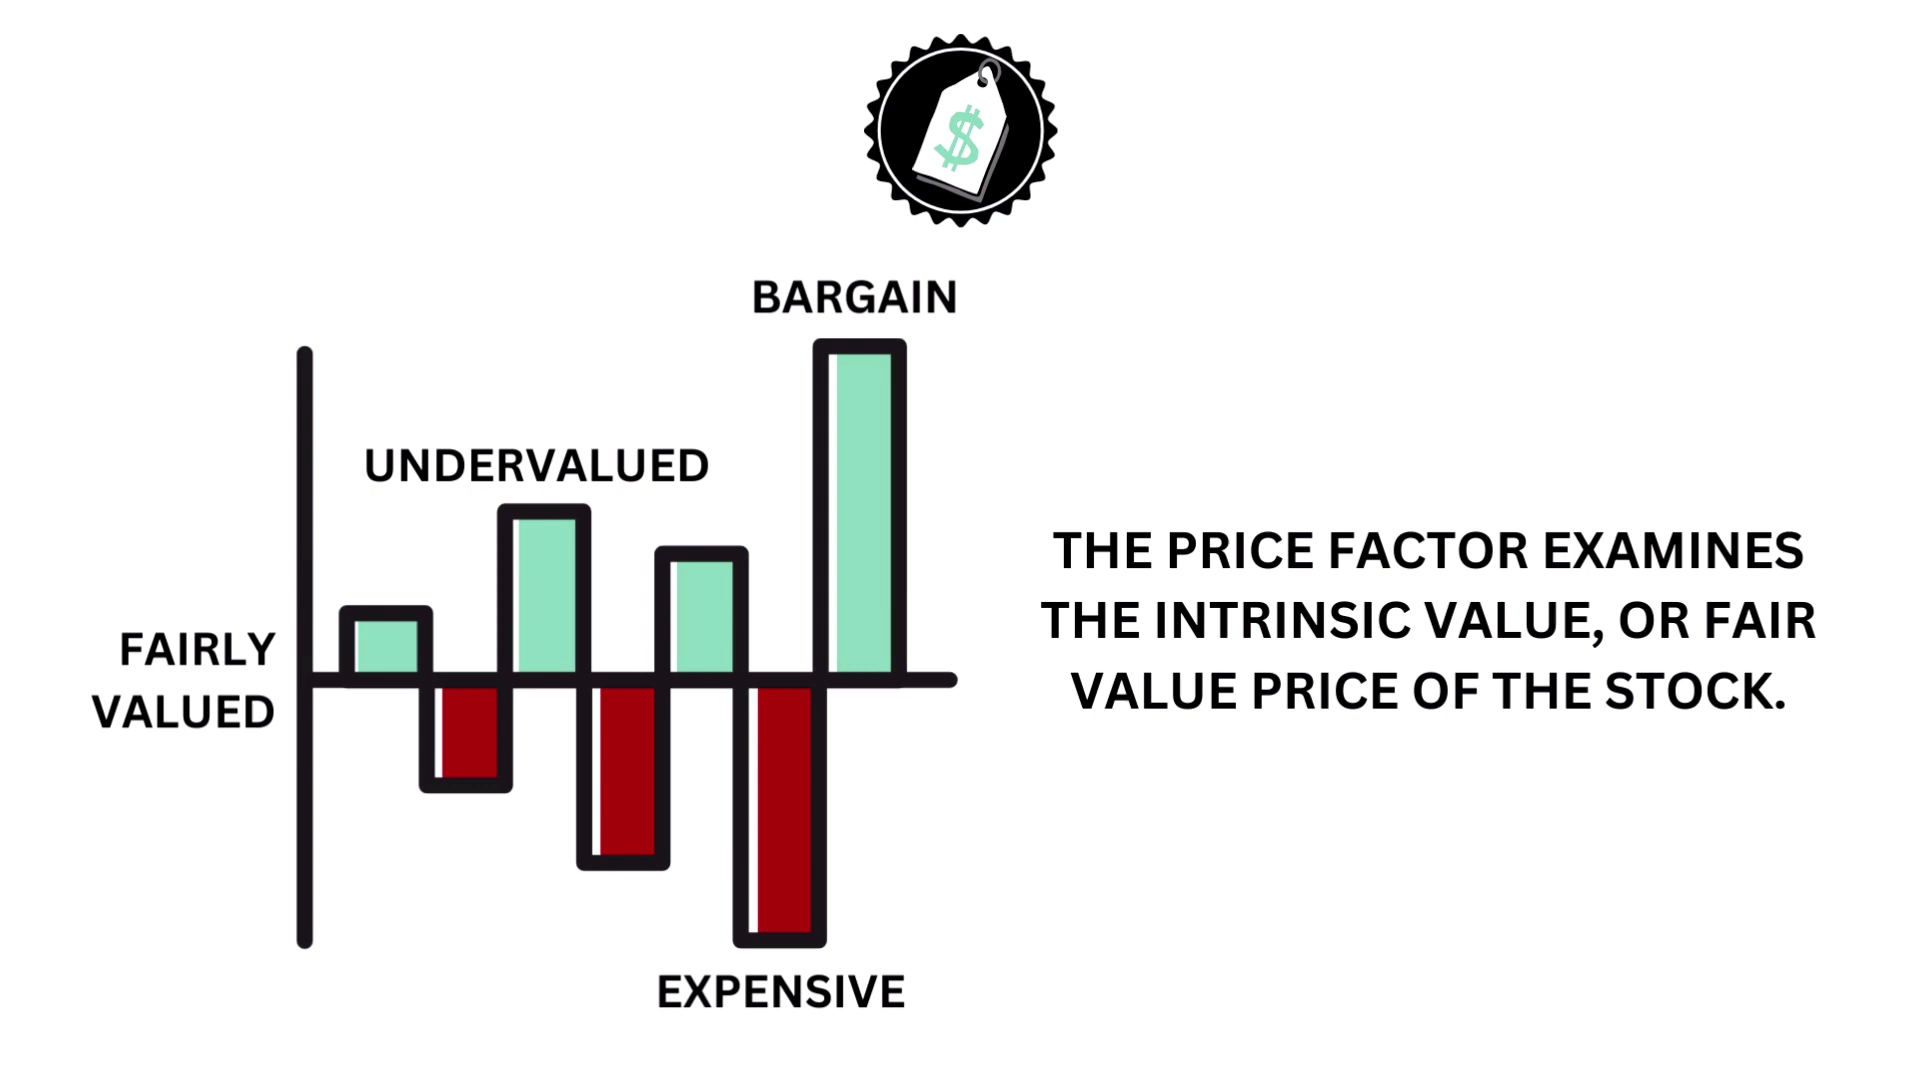 $
BARGAIN
UNDERVALUED
FAIRLY
VALUED
EXPENSIVE
THE PRICE FACTOR EXAMINES
THE INTRINSIC VALUE, OR FAIR
VALUE PRICE OF THE STOCK.